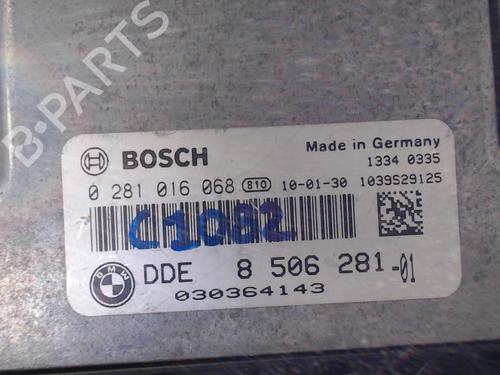 B-PARTS
BOSCH
Made in Germany
1334 0335
0 281 016 068 810 10-01-30 1039S29125
C1082
BMW DDE 8 506 281-01
030364143